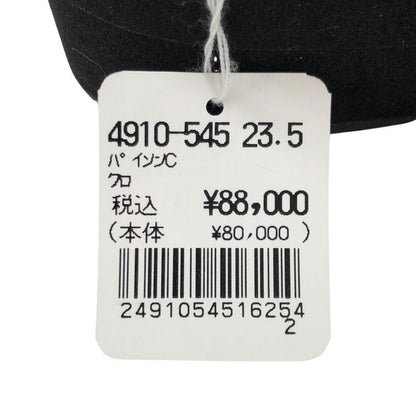 4910-545 23.5
パイソンC
クロ
税込 ¥88,000
(本体 ¥80,000 )
2491054516254
2